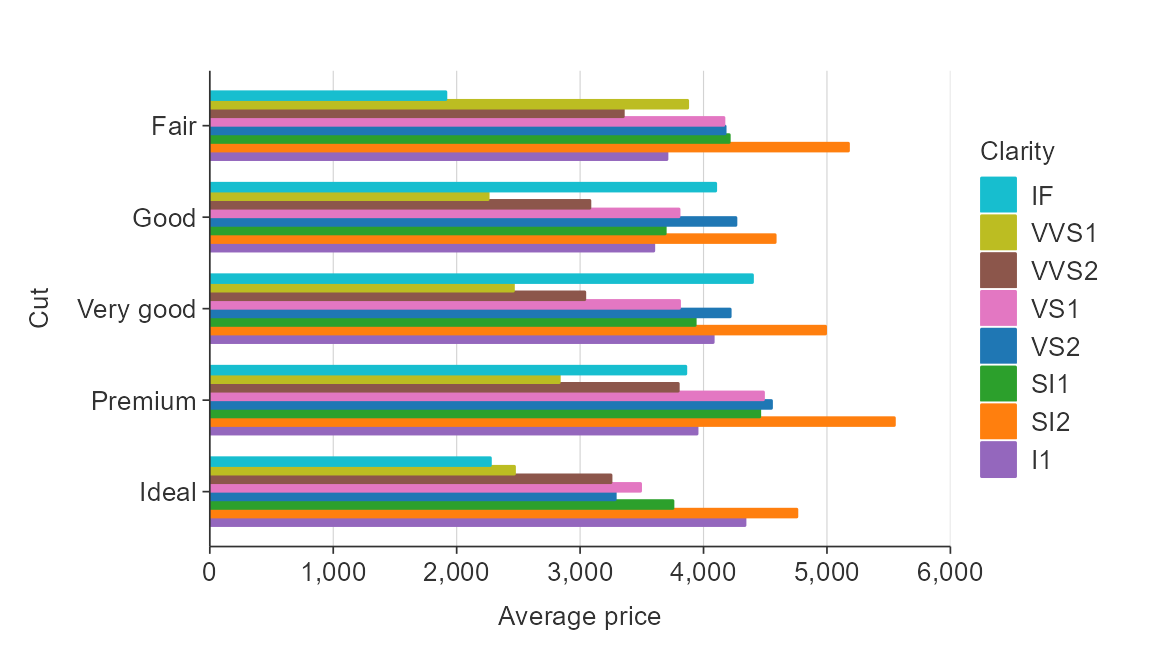 Clarity
IF
VVS1
VVS2
VS1
VS2
SI1
SI2
I1
Cut
Fair
Good
Very good
Premium
Ideal
0 1,000 2,000 3,000 4,000 5,000 6,000
Average price